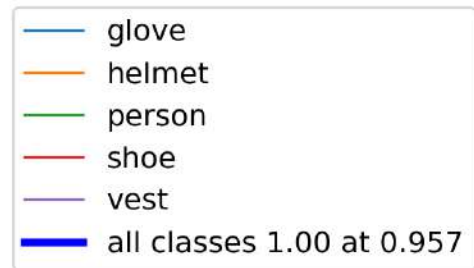 glove
helmet
person
shoe
vest
all classes 1.00 at 0.957